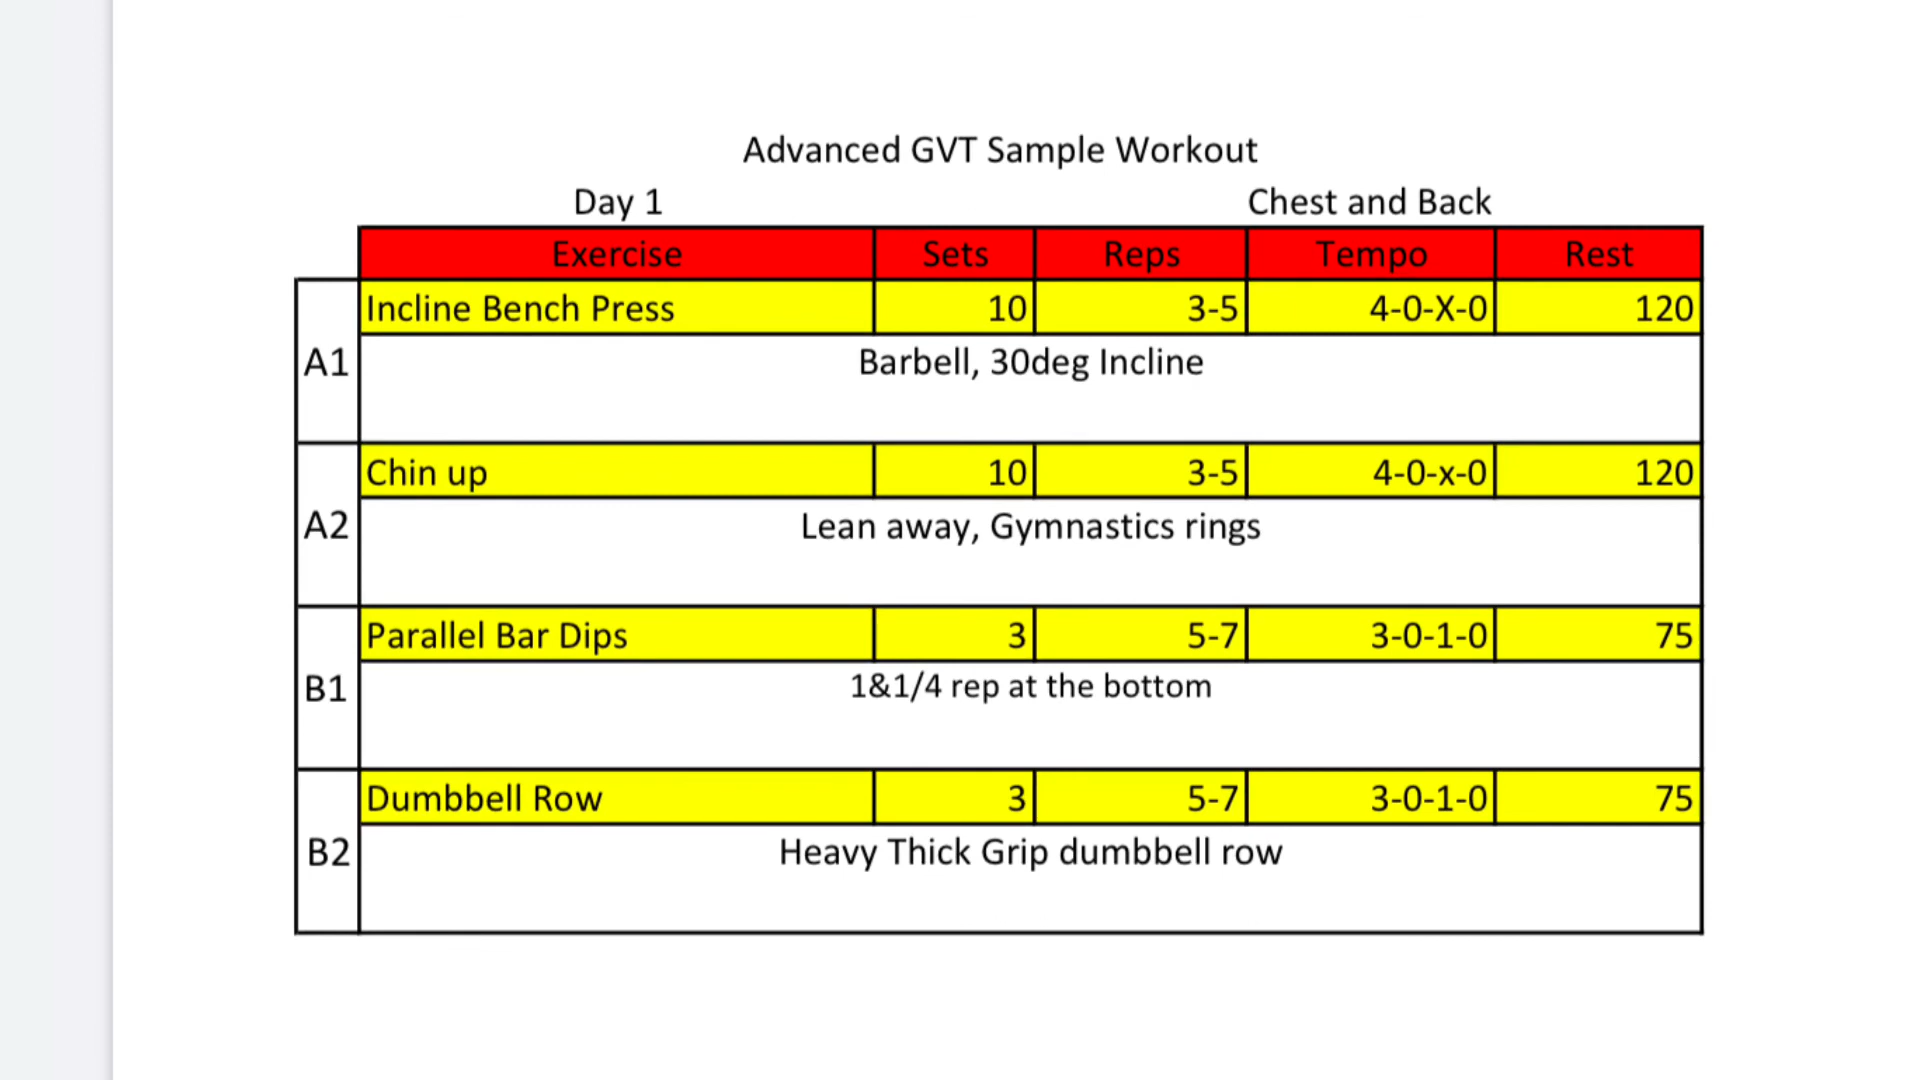 Advanced GVT Sample Workout
Day 1 Chest and Back
Exercise Sets Reps Tempo Rest
Incline Bench Press 10 3-5 4-0-X-0 120
A1 Barbell, 30deg Incline
Chin up 10 3-5 4-0-x-0 120
A2 Lean away, Gymnastics rings
Parallel Bar Dips 3 5-7 3-0-1-0 75
B1 1&1/4 rep at the bottom
Dumbbell Row 3 5-7 3-0-1-0 75
B2 Heavy Thick Grip dumbbell row